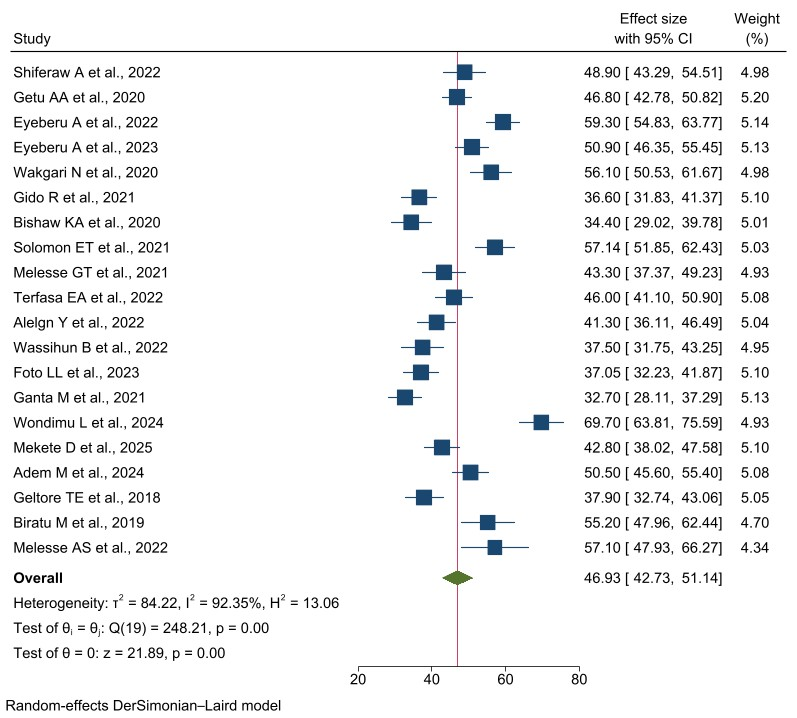 Effect size Weight
Study with 95% CI (%)
Shiferaw A et al., 2022 48.90 [ 43.29, 54.51] 4.98
Getu AA et al., 2020 46.80 [ 42.78, 50.82] 5.20
Eyeberu A et al., 2022 59.30 [ 54.83, 63.77] 5.14
Eyeberu A et al., 2023 50.90 [ 46.35, 55.45] 5.13
Wakgari N et al., 2020 56.10 [ 50.53, 61.67] 4.98
Gido R et al., 2021 36.60 [ 31.83, 41.37] 5.10
Bishaw KA et al., 2020 34.40 [ 29.02, 39.78] 5.01
Solomon ET et al., 2021 57.14 [ 51.85, 62.43] 5.03
Melesse GT et al., 2021 43.30 [ 37.37, 49.23] 4.93
Terfasa EA et al., 2022 46.00 [ 41.10, 50.90] 5.08
Alelgn Y et al., 2022 41.30 [ 36.11, 46.49] 5.04
Wassihun B et al., 2022 37.50 [ 31.75, 43.25] 4.95
Foto LL et al., 2023 37.05 [ 32.23, 41.87] 5.10
Ganta M et al., 2021 32.70 [ 28.11, 37.29] 5.13
Wondimu L et al., 2024 69.70 [ 63.81, 75.59] 4.93
Mekete D et al., 2025 42.80 [ 38.02, 47.58] 5.10
Adem M et al., 2024 50.50 [ 45.60, 55.40] 5.08
Geltore TE et al., 2018 37.90 [ 32.74, 43.06] 5.05
Biratu M et al., 2019 55.20 [ 47.96, 62.44] 4.70
Melesse AS et al., 2022 57.10 [ 47.93, 66.27] 4.34
Overall 46.93 [ 42.73, 51.14]
Heterogeneity: τ² = 84.22, I² = 92.35%, H² = 13.06
Test of θᵢ = θⱼ: Q(19) = 248.21, p = 0.00
Test of θ = 0: z = 21.89, p = 0.00
20 40 60 80
Random-effects DerSimonian–Laird model